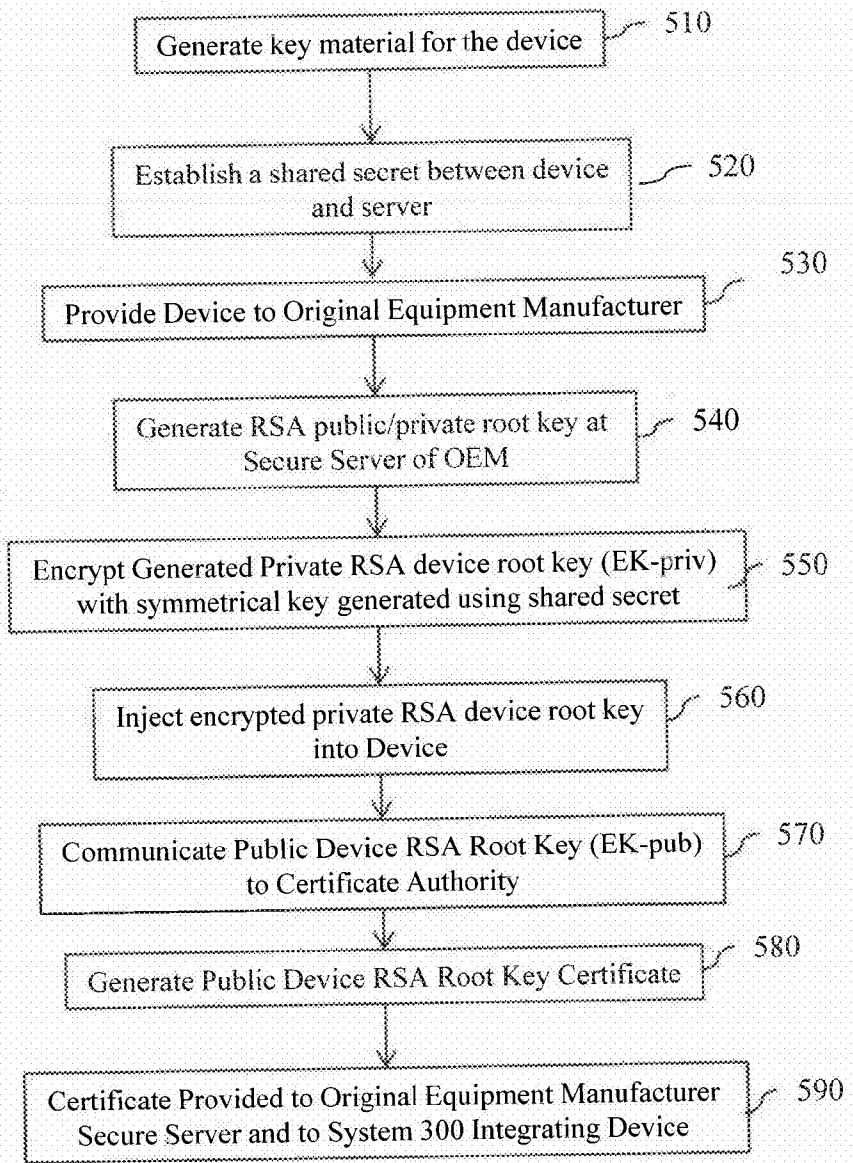 Generate key material for the device
510
Establish a shared secret between device
and server
520
530
Provide Device to Original Equipment Manufacturer
Generate RSA public/private root key at
Secure Server of OEM
540
Encrypt Generated Private RSA device root key (EK-priv)
with symmetrical key generated using shared secret
550
Inject encrypted private RSA device root key
into Device
560
Communicate Public Device RSA Root Key (EK-pub)
to Certificate Authority
570
Generate Public Device RSA Root Key Certificate
580
Certificate Provided to Original Equipment Manufacturer
Secure Server and to System 300 Integrating Device
590